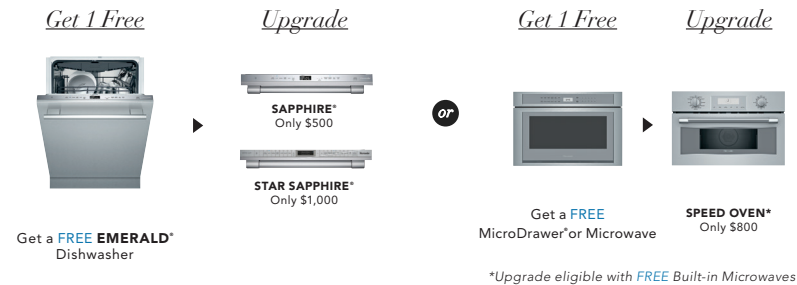 Get 1 Free
Upgrade
SAPPHIRE®
Only $500
STAR SAPPHIRE®
Only $1,000
Get a FREE EMERALD®
Dishwasher
or
Get 1 Free
Upgrade
Get a FREE
MicroDrawer® or Microwave
SPEED OVEN*
Only $800
*Upgrade eligible with FREE Built-in Microwaves